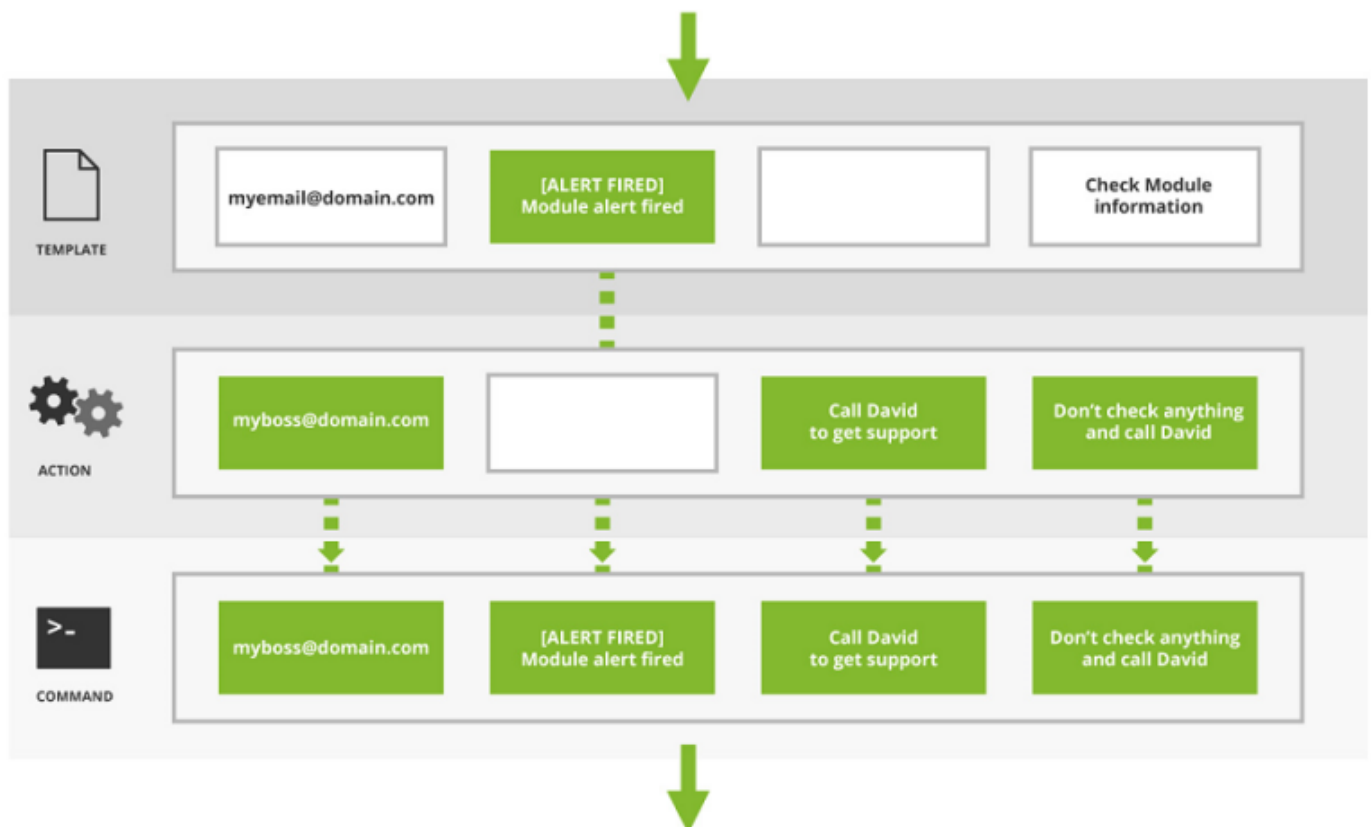 myemail@domain.com
[ALERT FIRED]
Module alert fired
Check Module
information
TEMPLATE
myboss@domain.com
Call David
to get support
Don't check anything
and call David
ACTION
>_
myboss@domain.com
[ALERT FIRED]
Module alert fired
Call David
to get support
Don't check anything
and call David
COMMAND